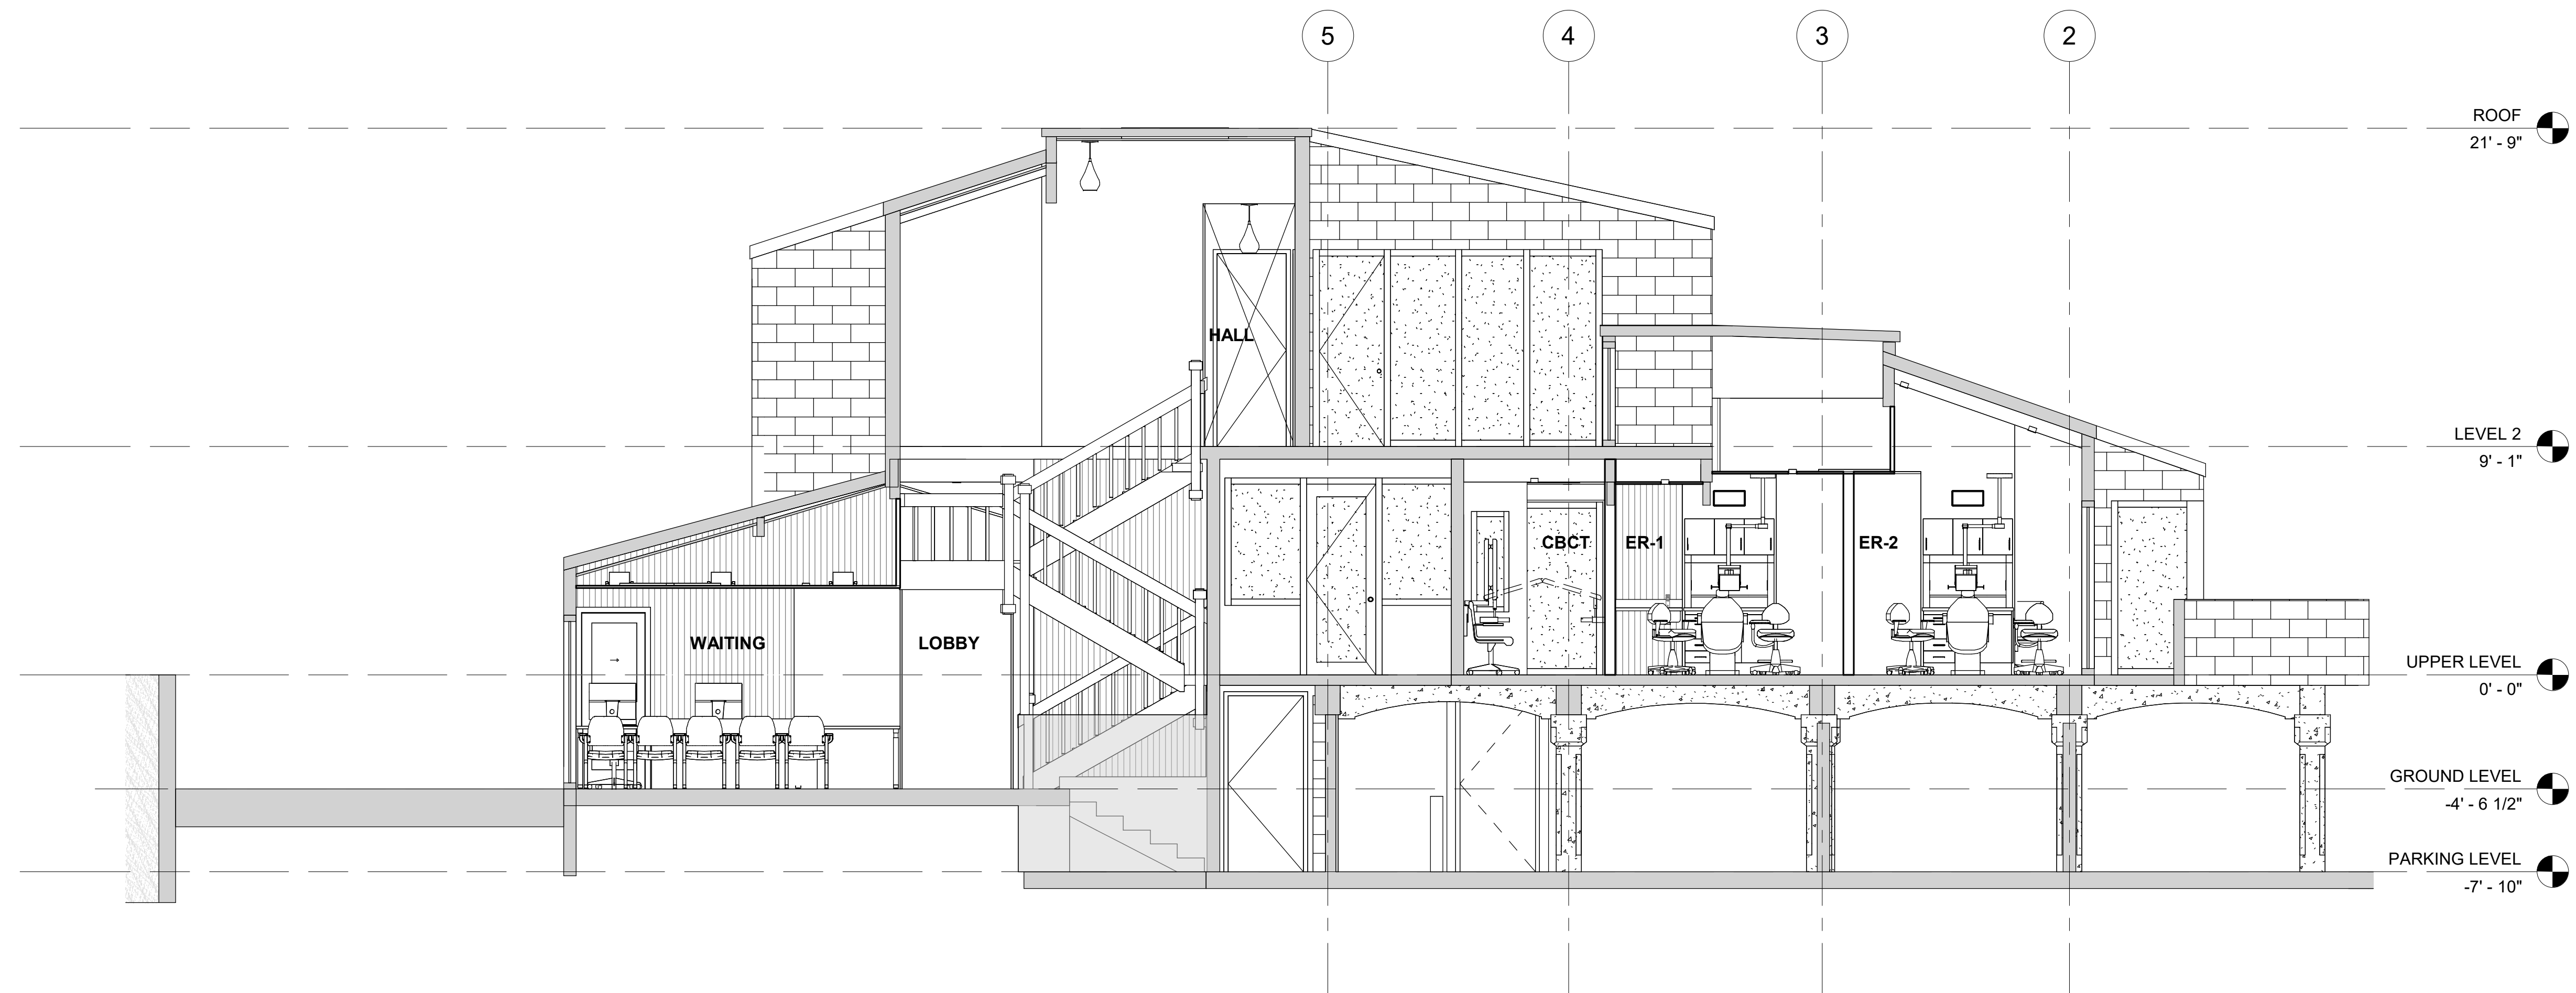 5
4
3
2
ROOF
21' - 9"
HALL
LEVEL 2
9' - 1"
CBCT
ER-1
ER-2
WAITING
LOBBY
UPPER LEVEL
0' - 0"
GROUND LEVEL
-4' - 6 1/2"
PARKING LEVEL
-7' - 10"